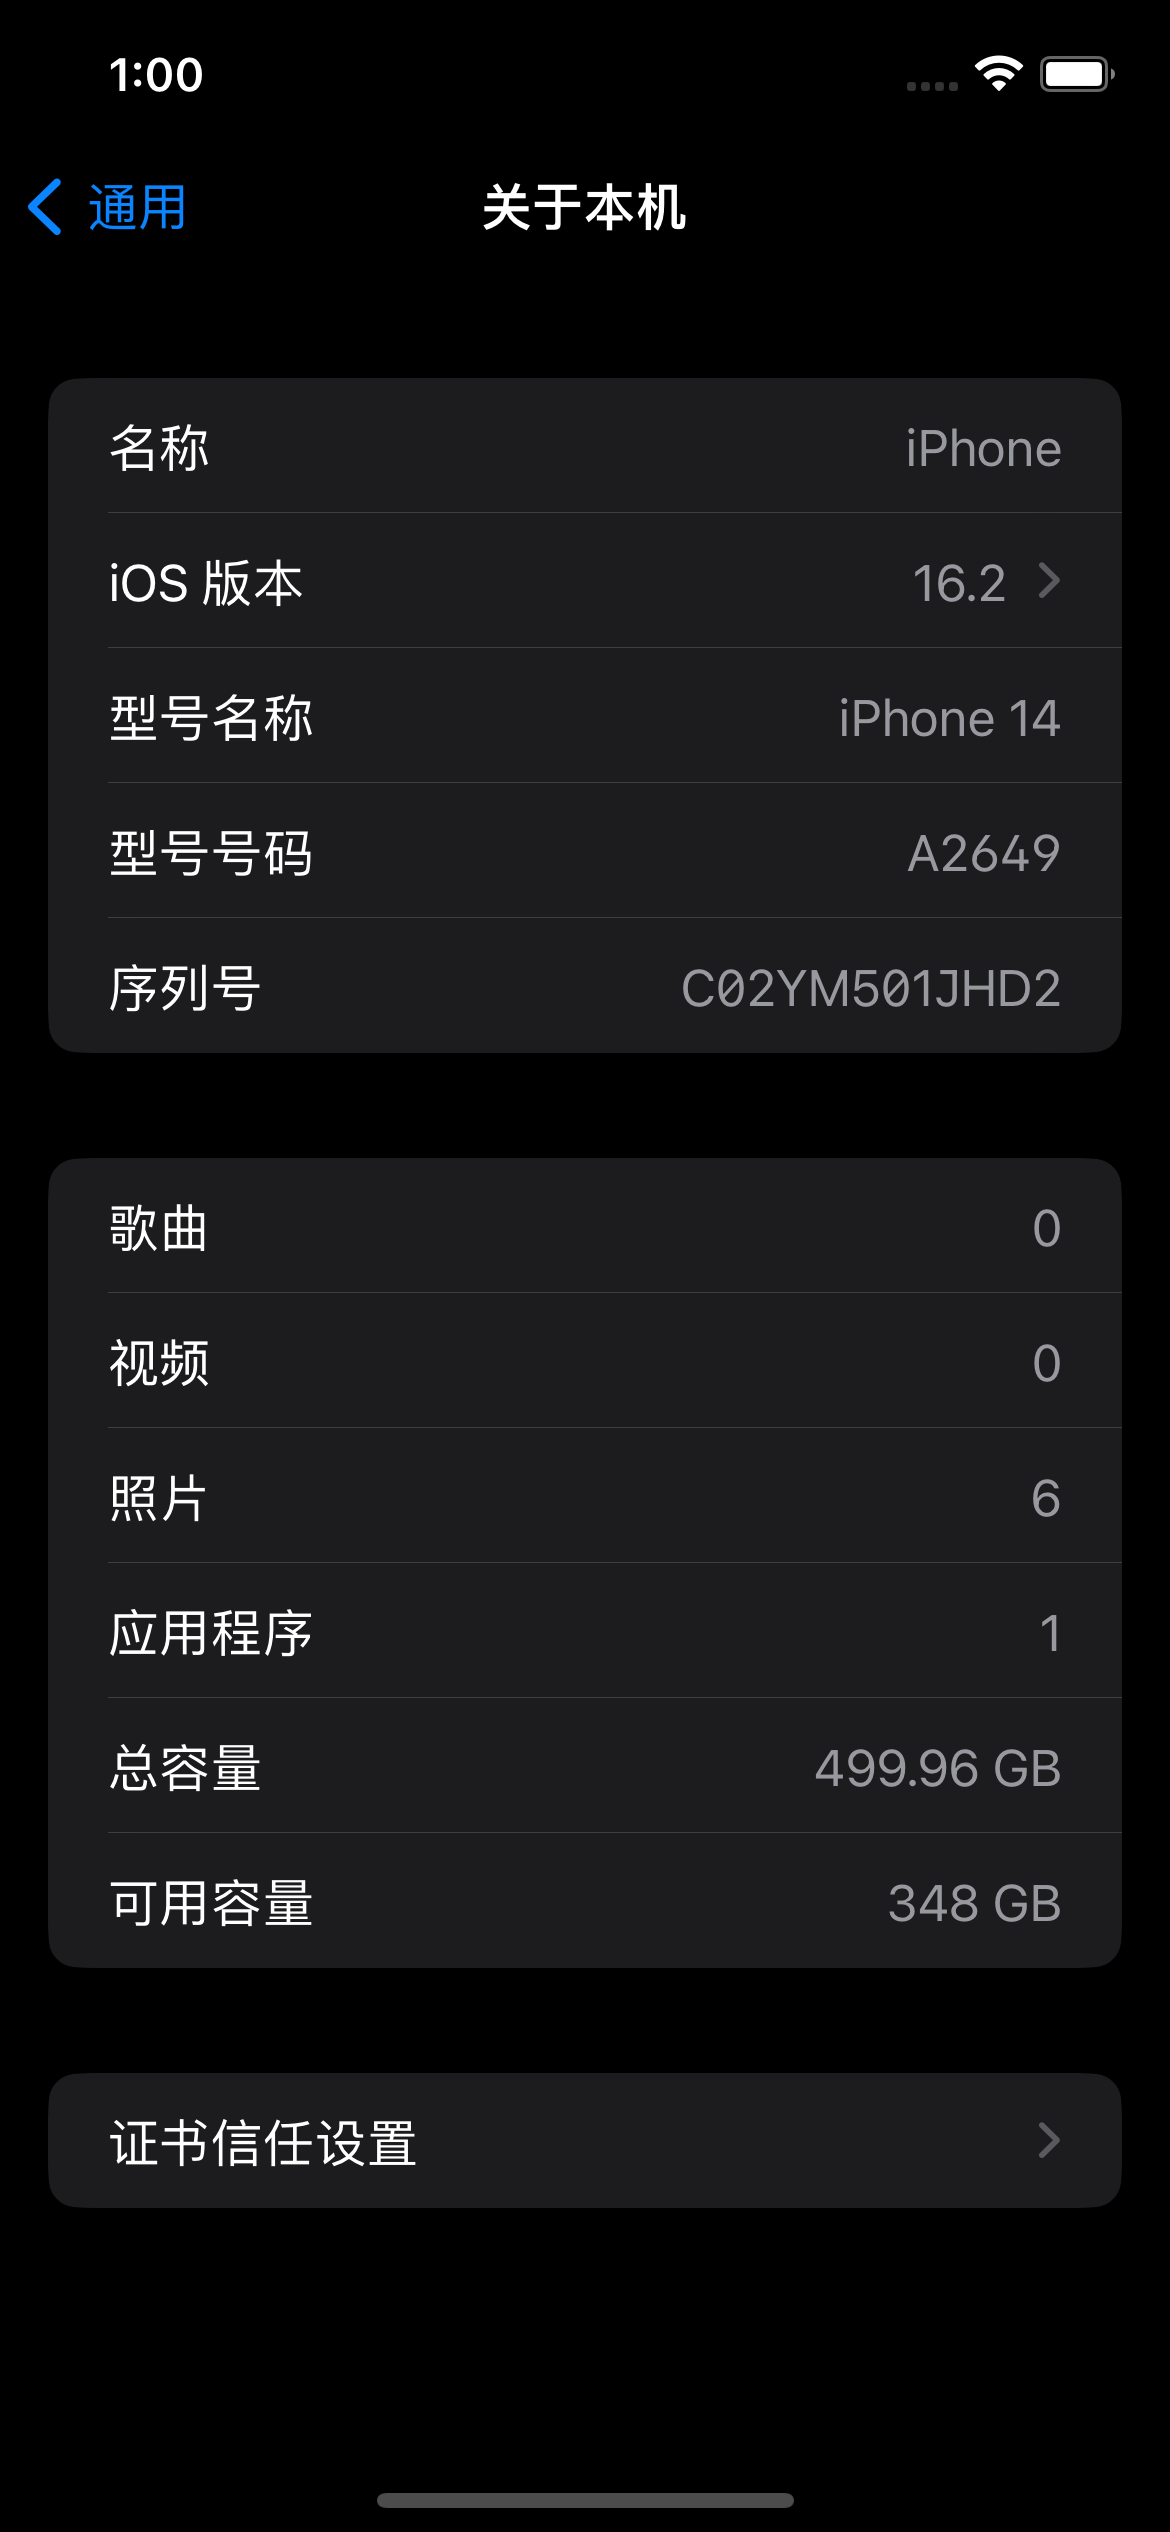 1:00
通用
关于本机
名称
iPhone
iOS 版本
16.2
型号名称
iPhone 14
型号号码
A2649
序列号
C02YM501JHD2
歌曲
0
视频
0
照片
6
应用程序
1
总容量
499.96 GB
可用容量
348 GB
证书信任设置